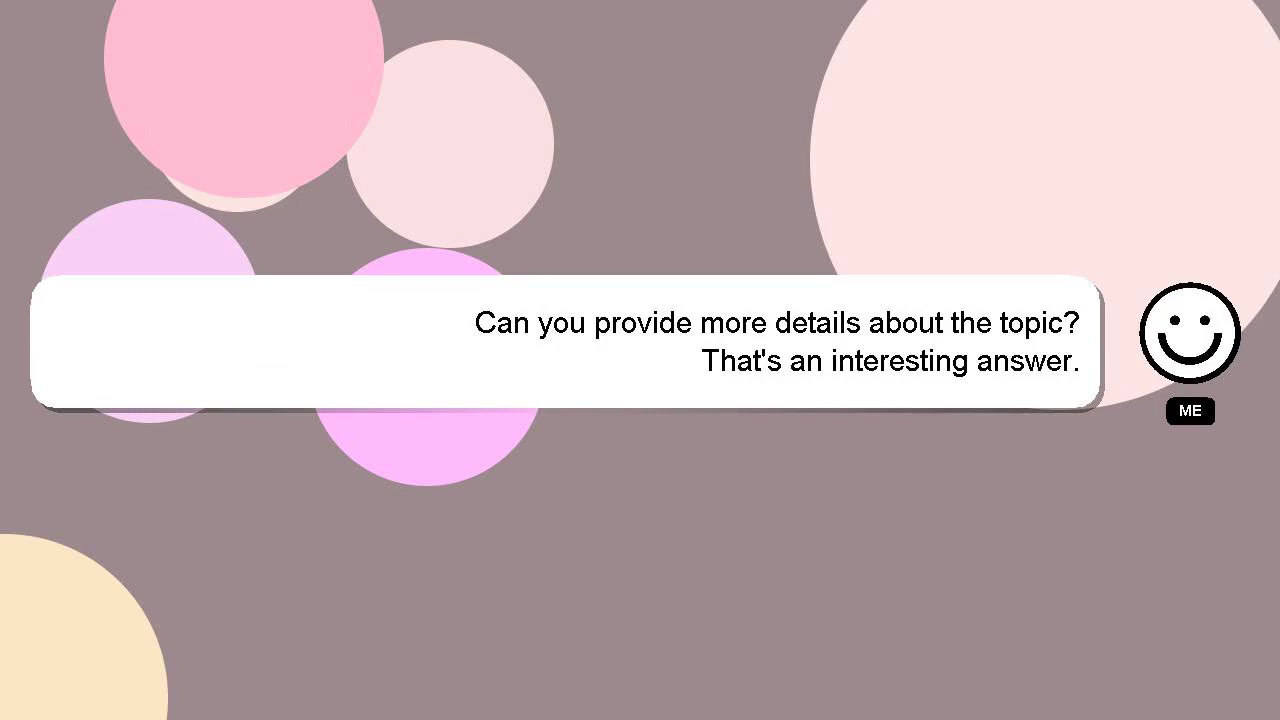 Can you provide more details about the topic?
That's an interesting answer.
ME